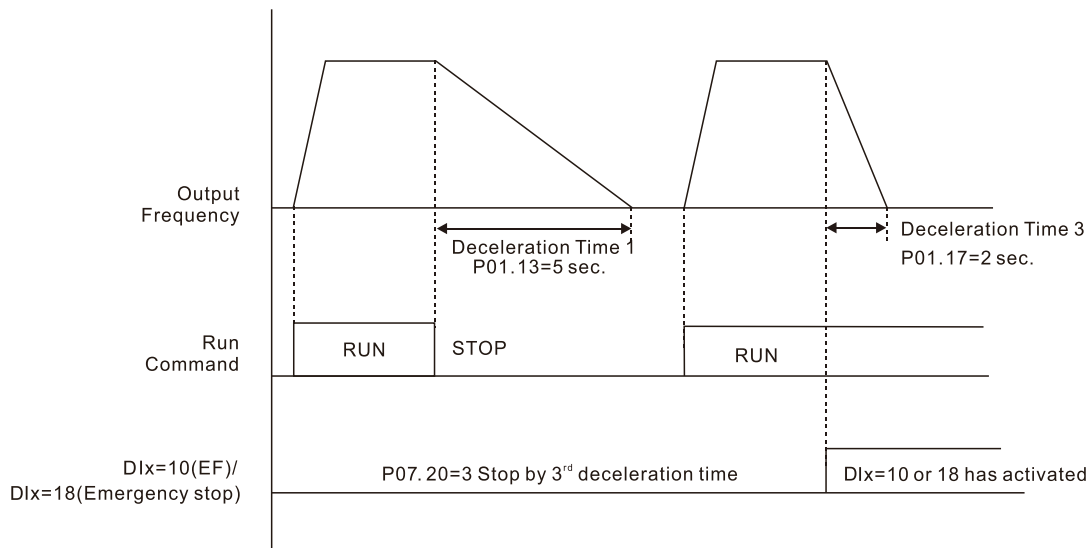 Output
Frequency
Deceleration Time 1
P01.13=5 sec.
Deceleration Time 3
P01.17=2 sec.
Run
Command
RUN
STOP
RUN
DIx=10(EF)/
DIx=18(Emergency stop)
P07.20=3 Stop by 3rd deceleration time
DIx=10 or 18 has activated